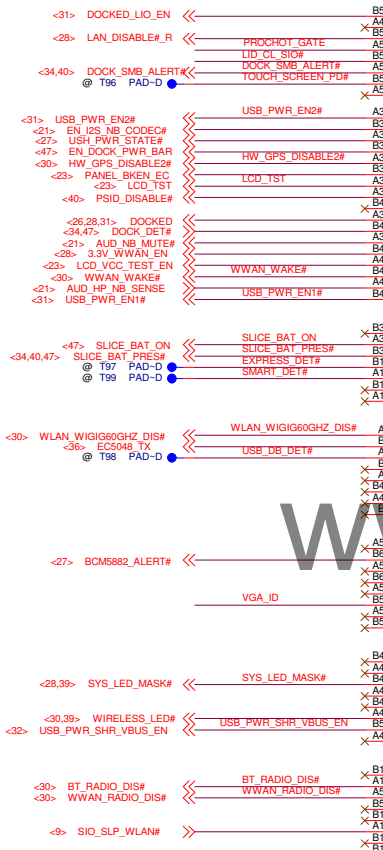 <31> DOCKED_LIO_EN
<28> LAN_DISABLE#_R
PROCHOT_GATE
LID_CL_SIO#
<34,40> DOCK_SMB_ALERT# DOCK_SMB_ALERT#
@ T96 PAD~D TOUCH_SCREEN_PD#
<31> USB_PWR_EN2# USB_PWR_EN2#
<21> EN_I2S_NB_CODEC#
<27> USH_PWR_STATE#
<47> EN_DOCK_PWR_BAR
<30> HW_GPS_DISABLE2# HW_GPS_DISABLE2#
<23> PANEL_BKEN_EC
<23> LCD_TST LCD_TST
<40> PSID_DISABLE#
<26,28,31> DOCKED
<34,47> DOCK_DET#
<21> AUD_NB_MUTE#
<28> 3.3V_WWAN_EN
<23> LCD_VCC_TEST_EN
<30> WWAN_WAKE# WWAN_WAKE#
<21> AUD_HP_NB_SENSE
<31> USB_PWR_EN1# USB_PWR_EN1#
<47> SLICE_BAT_ON SLICE_BAT_ON
<34,40,47> SLICE_BAT_PRES# SLICE_BAT_PRES#
@ T97 PAD~D EXPRESS_DET#
@ T99 PAD~D SMART_DET#
<30> WLAN_WIGIG60GHZ_DIS# WLAN_WIGIG60GHZ_DIS#
<36> EC5048_TX
@ T98 PAD~D USB_DB_DET#
<27> BCM5882_ALERT#
VGA_ID
<28,39> SYS_LED_MASK# SYS_LED_MASK#
<30,39> WIRELESS_LED#
<32> USB_PWR_SHR_VBUS_EN USB_PWR_SHR_VBUS_EN
<30> BT_RADIO_DIS# BT_RADIO_DIS#
<30> WWAN_RADIO_DIS# WWAN_RADIO_DIS#
<9> SIO_SLP_WLAN#